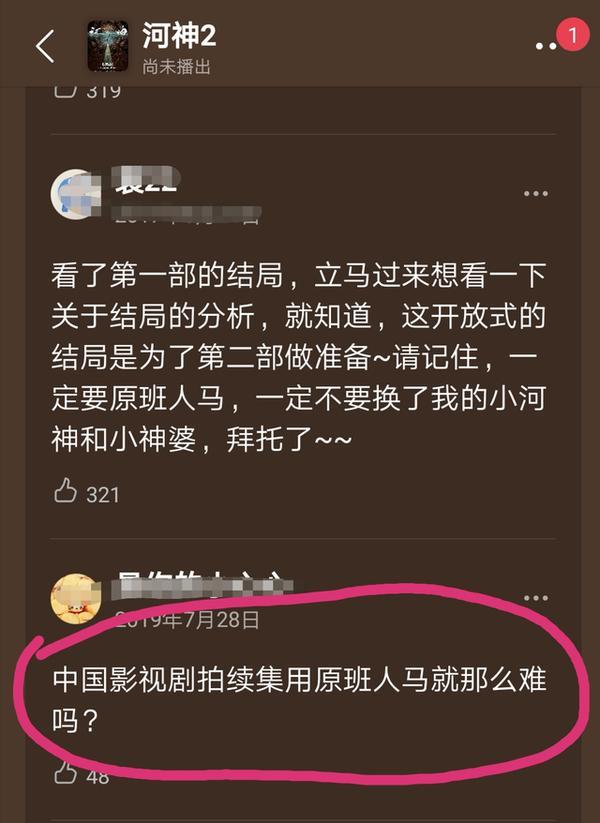 河神2
尚未播出
1
319
看了第一部的结局，立马过来想看一下
关于结局的分析，就知道，这开放式的
结局是为了第二部做准备~请记住，一
定要原班人马，一定不要换了我的小河
神和小神婆，拜托了~~
321
2019年7月28日
中国影视剧拍续集用原班人马就那么难
吗？
48